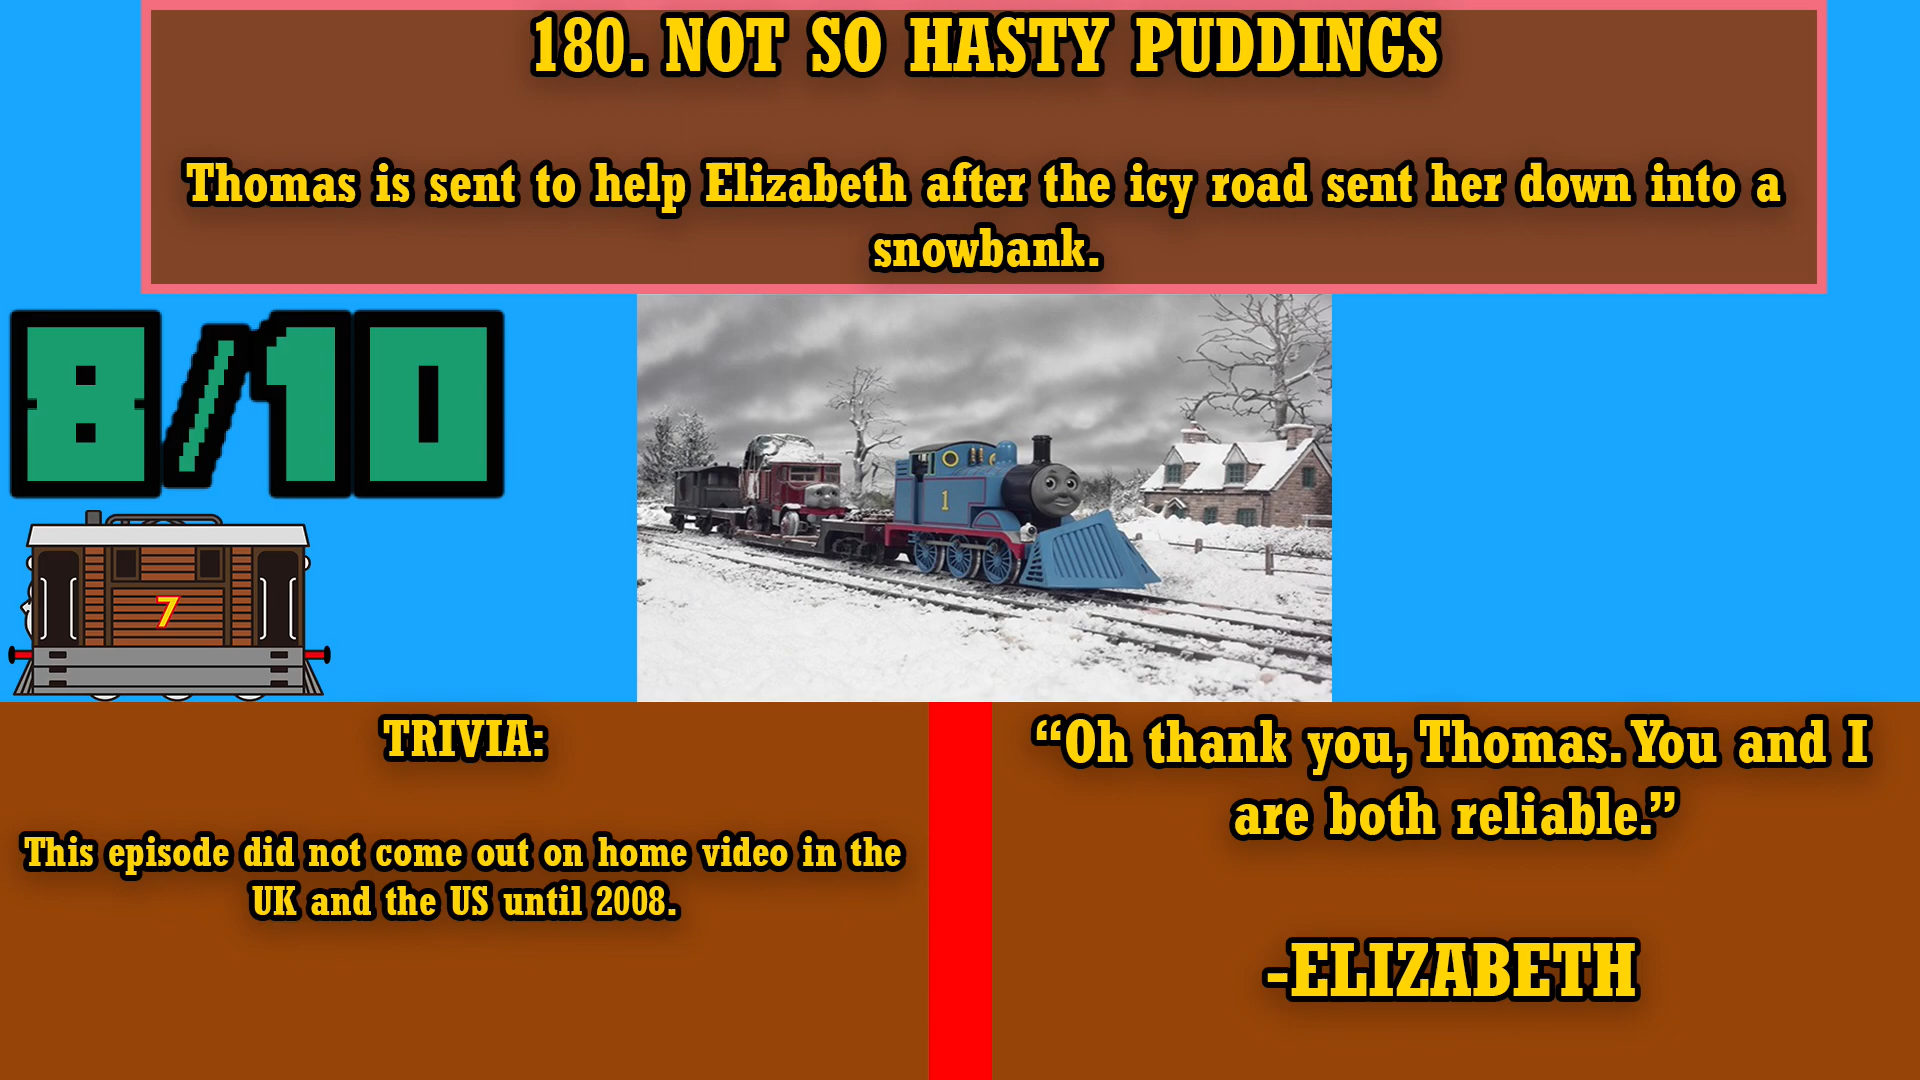 180. NOT SO HASTY PUDDINGS
Thomas is sent to help Elizabeth after the icy road sent her down into a
snowbank.
8/10
1
7
TRIVIA:
This episode did not come out on home video in the
UK and the US until 2008.
“Oh thank you, Thomas. You and I
are both reliable.”
-ELIZABETH